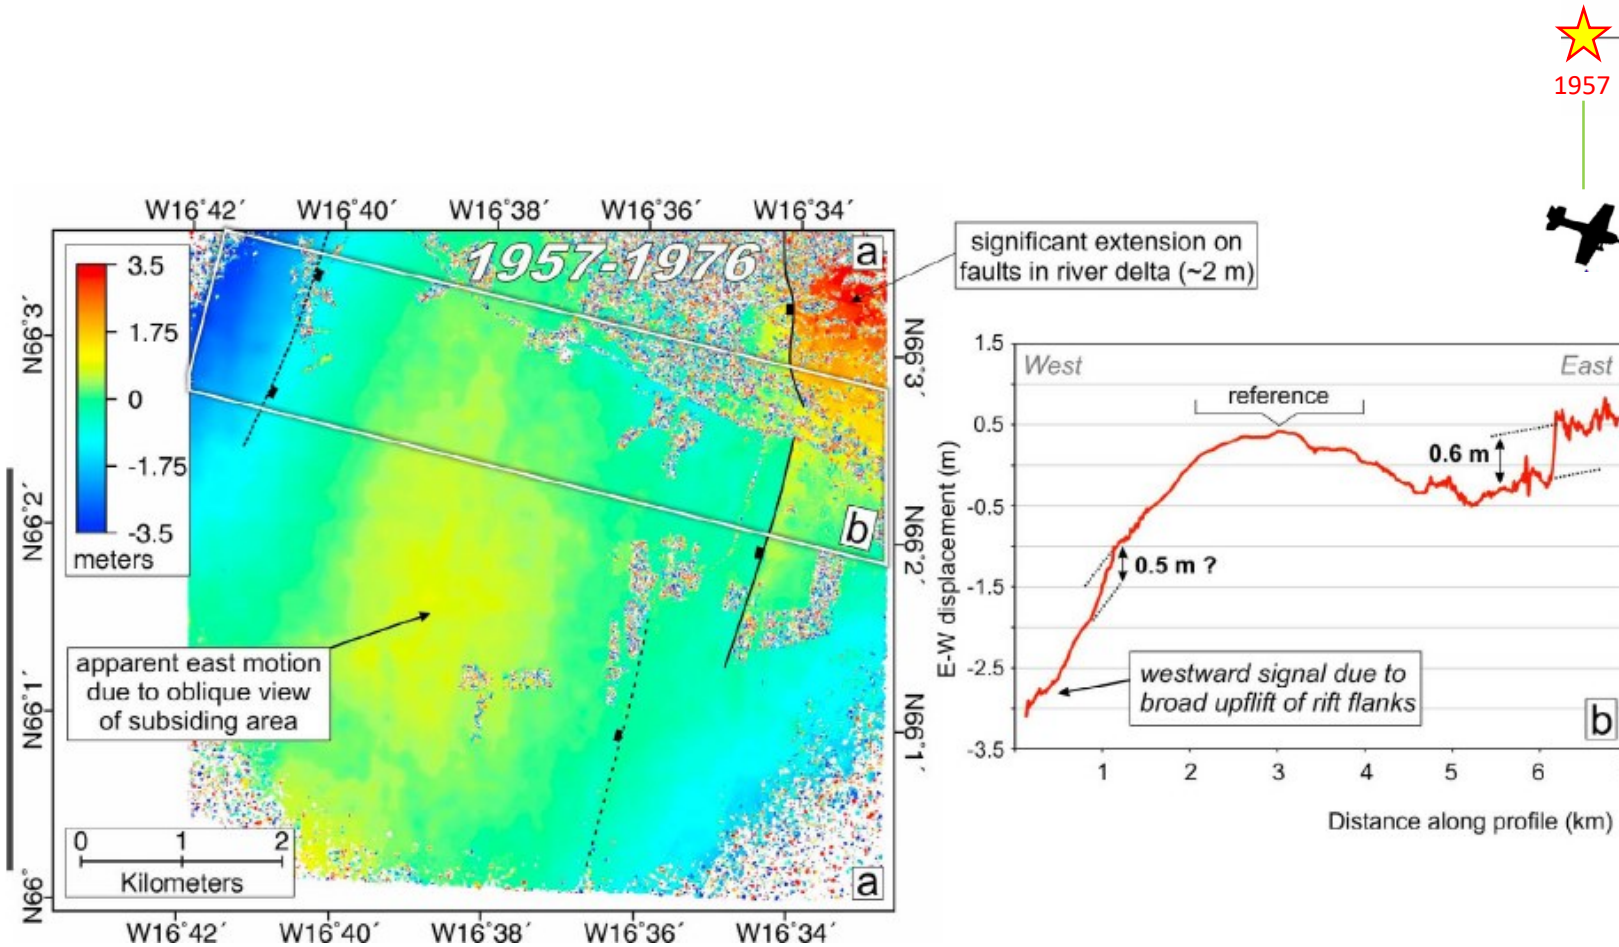 1957
W16°42´ W16°40´ W16°38´ W16°36´ W16°34´
1957-1976
a
significant extension on
faults in river delta (~2 m)
3.5
1.75
0
-1.75
-3.5
meters
N66°3´
N66°2´
N66°1´
N66°
N66°3´
N66°2´
N66°1´
b
apparent east motion
due to oblique view
of subsiding area
0 1 2
Kilometers
a
W16°42´ W16°40´ W16°38´ W16°36´ W16°34´
1.5
0.5
-0.5
-1.5
-2.5
-3.5
E-W displacement (m)
West East
reference
0.6 m
0.5 m ?
westward signal due to
broad upflift of rift flanks
b
1 2 3 4 5 6
Distance along profile (km)